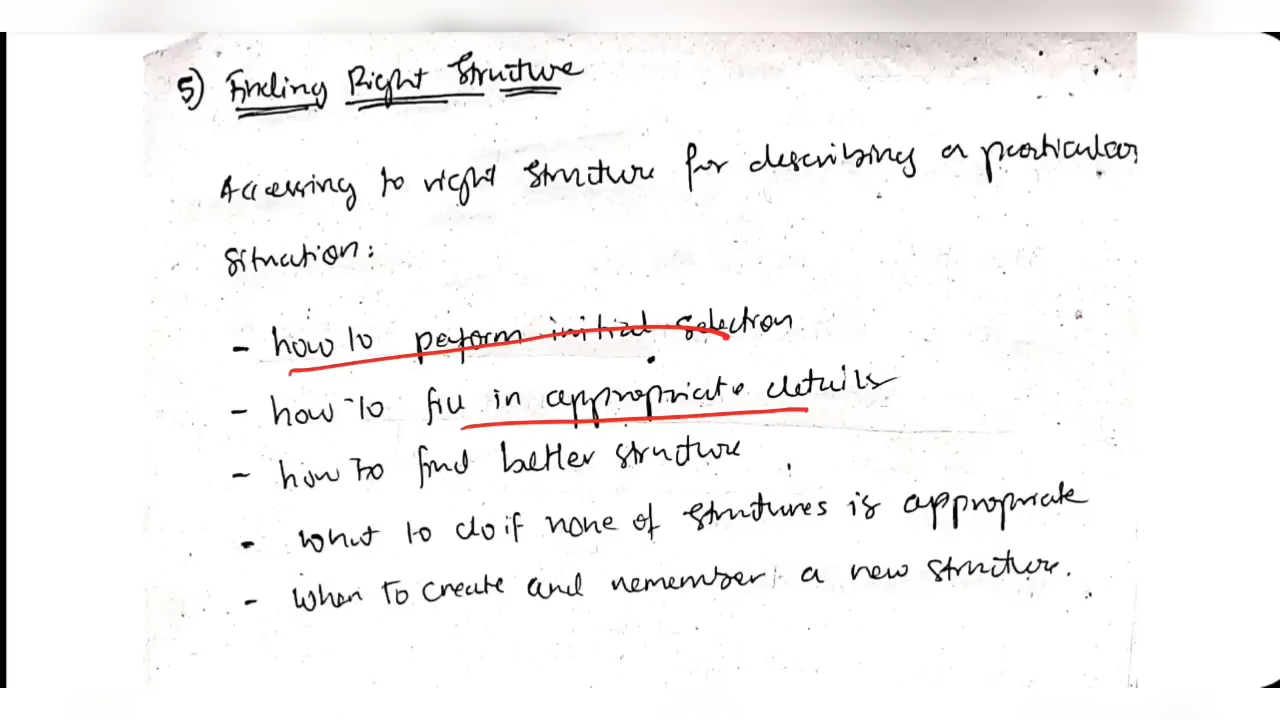 5) Finding Right Structure
Accessing to right structure for describing a particular
situation:
- how to perform initial selection
- how to fill in appropriate details
- how to find better structure
- what to do if none of structures is appropriate
- when to create and remember a new structure.